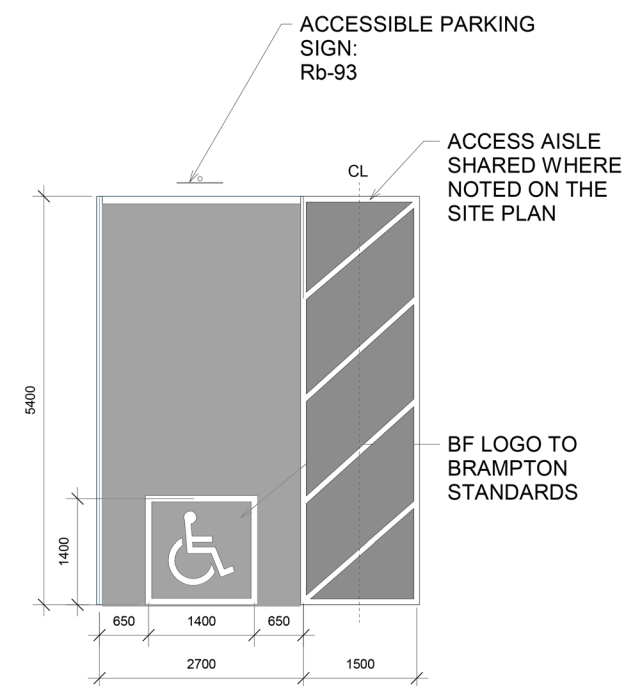 ACCESSIBLE PARKING
SIGN:
Rb-93
ACCESS AISLE
SHARED WHERE
NOTED ON THE
SITE PLAN
CL
5400
BF LOGO TO
BRAMPTON
STANDARDS
1400
650 1400 650
2700 1500